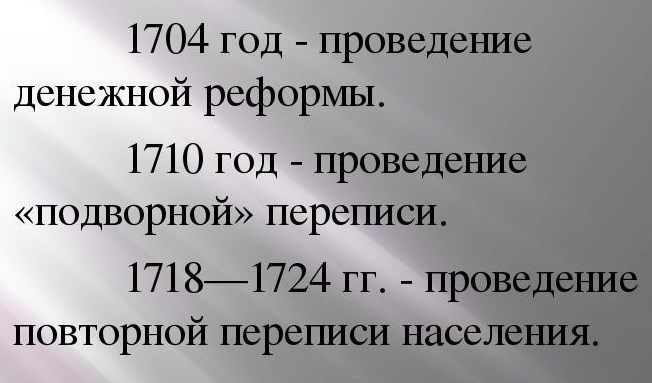 1704 год - проведение
денежной реформы.
1710 год - проведение
«подворной» переписи.
1718—1724 гг. - проведение
повторной переписи населения.